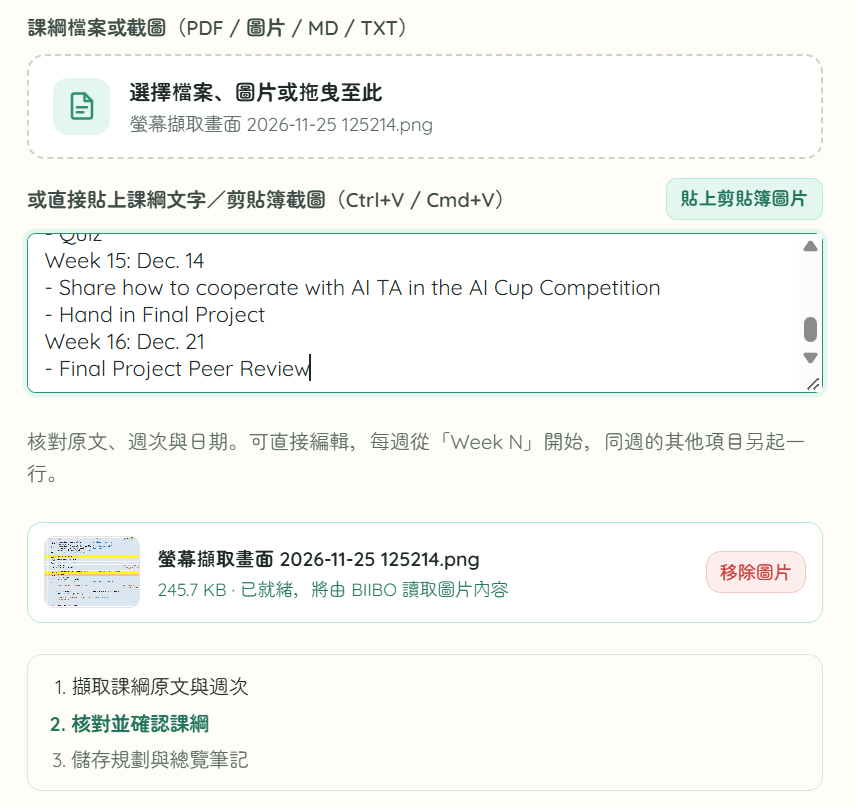 課綱檔案或截圖（PDF / 圖片 / MD / TXT）
選擇檔案、圖片或拖曳至此
螢幕擷取畫面 2026-11-25 125214.png
或直接貼上課綱文字／剪貼簿截圖（Ctrl+V / Cmd+V）
貼上剪貼簿圖片
- Quiz
Week 15: Dec. 14
- Share how to cooperate with AI TA in the AI Cup Competition
- Hand in Final Project
Week 16: Dec. 21
- Final Project Peer Review
核對原文、週次與日期。可直接編輯，每週從「Week N」開始，同週的其他項目另起一
行。
螢幕擷取畫面 2026-11-25 125214.png
245.7 KB · 已就緒，將由 BIIBO 讀取圖片內容
移除圖片
1. 擷取課綱原文與週次
2. 核對並確認課綱
3. 儲存規劃與總覽筆記